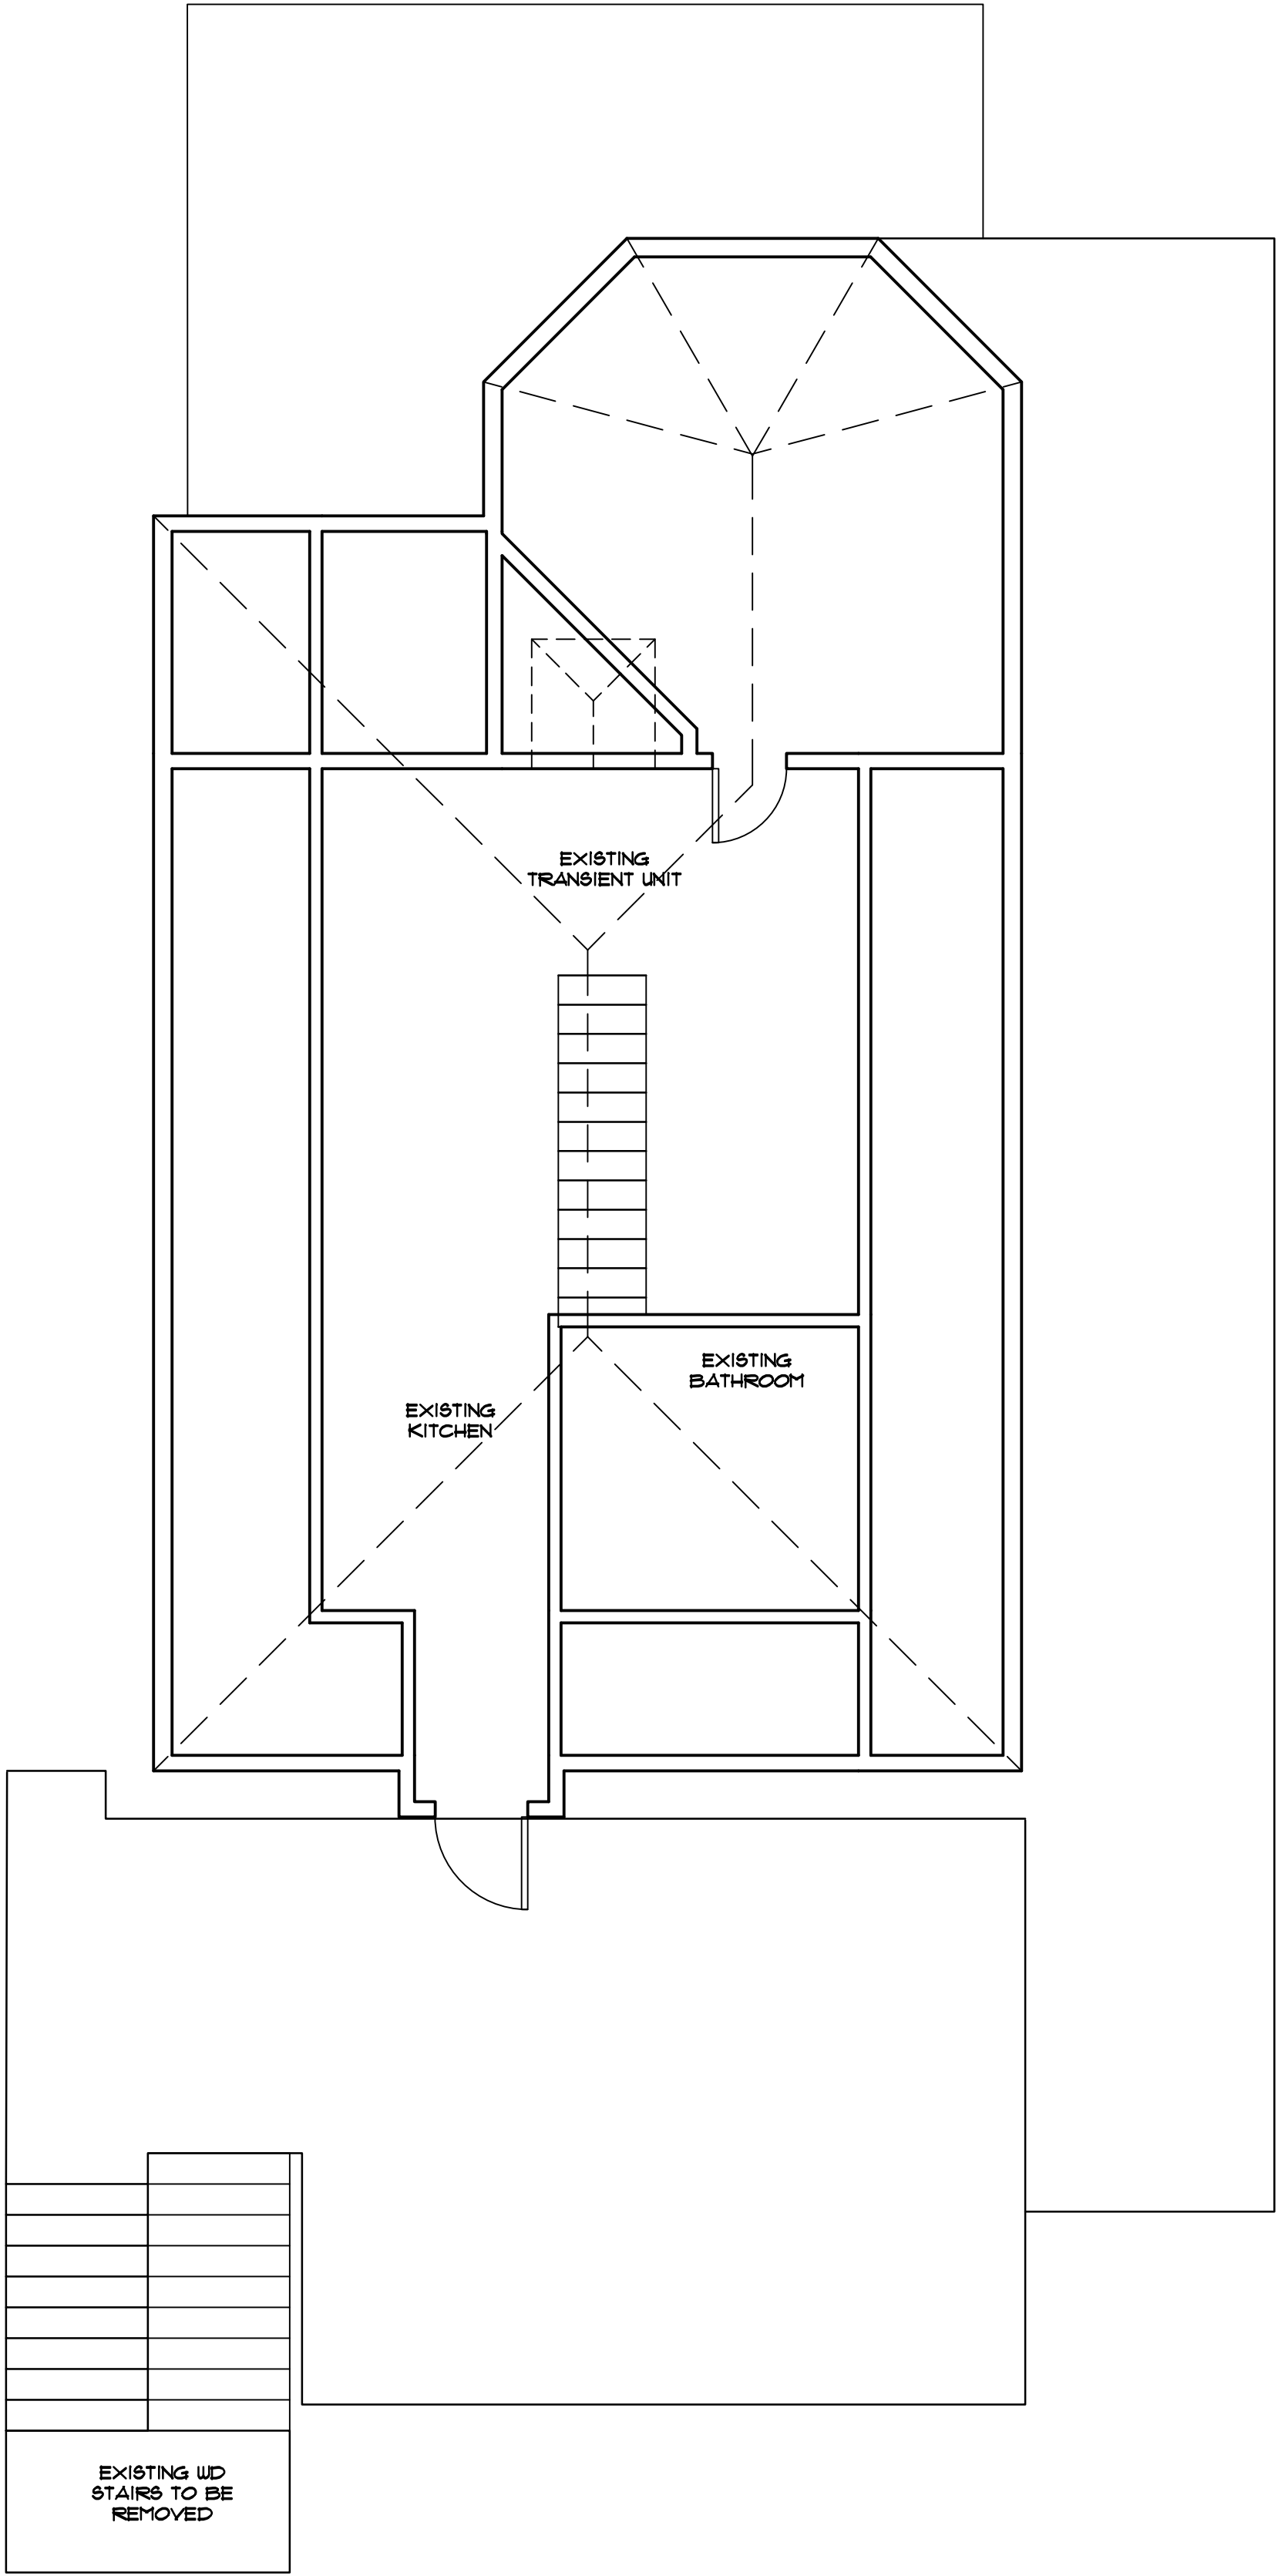 EXISTING
TRANSIENT UNIT
EXISTING
BATHROOM
EXISTING
KITCHEN
EXISTING WD
STAIRS TO BE
REMOVED